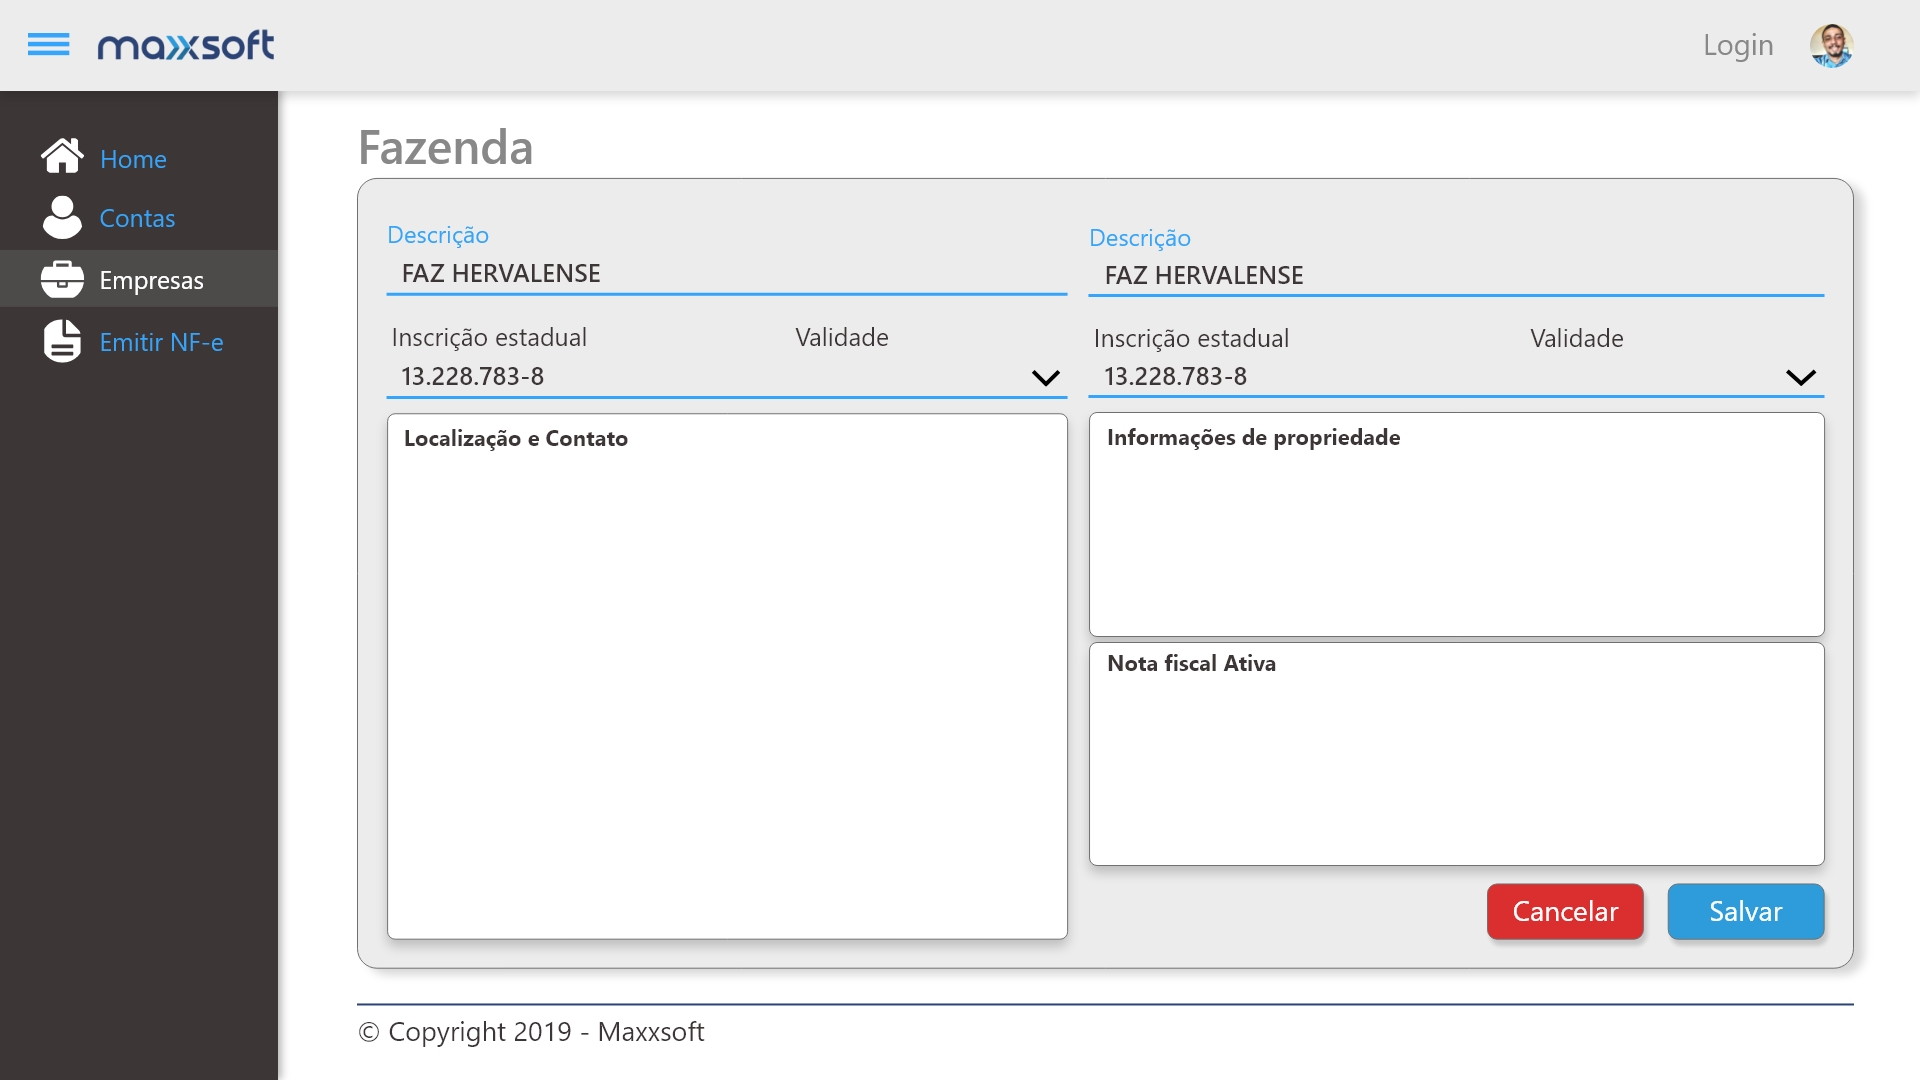 maxxsoft
Login
Home
Contas
Empresas
Emitir NF-e
Fazenda
Descrição
FAZ HERVALENSE
Inscrição estadual Validade
13.228.783-8
Localização e Contato
Descrição
FAZ HERVALENSE
Inscrição estadual Validade
13.228.783-8
Informações de propriedade
Nota fiscal Ativa
Cancelar Salvar
© Copyright 2019 - Maxxsoft